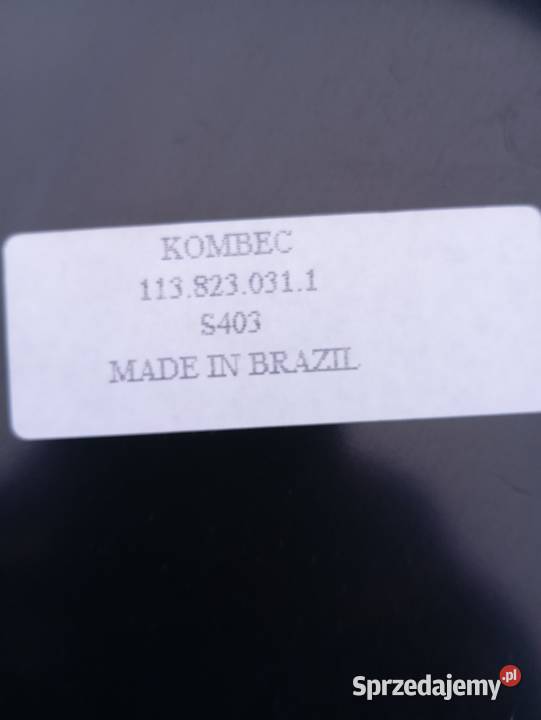 KOMBEC
113.823.031.1
S403
MADE IN BRAZIL
Sprzedajemy.pl